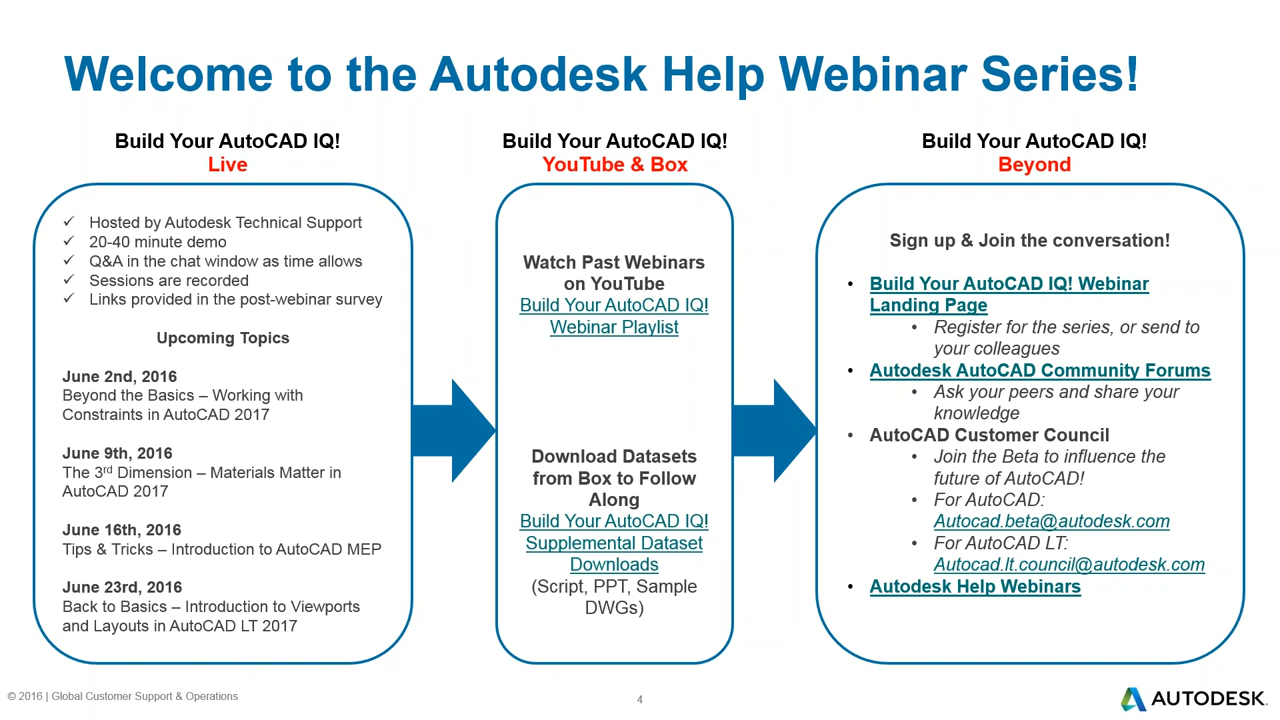 Welcome to the Autodesk Help Webinar Series!
Build Your AutoCAD IQ!
Live
✓ Hosted by Autodesk Technical Support
✓ 20-40 minute demo
✓ Q&A in the chat window as time allows
✓ Sessions are recorded
✓ Links provided in the post-webinar survey
Upcoming Topics
June 2nd, 2016
Beyond the Basics – Working with
Constraints in AutoCAD 2017
June 9th, 2016
The 3rd Dimension – Materials Matter in
AutoCAD 2017
June 16th, 2016
Tips & Tricks – Introduction to AutoCAD MEP
June 23rd, 2016
Back to Basics – Introduction to Viewports
and Layouts in AutoCAD LT 2017
Build Your AutoCAD IQ!
YouTube & Box
Watch Past Webinars
on YouTube
Build Your AutoCAD IQ!
Webinar Playlist
Download Datasets
from Box to Follow
Along
Build Your AutoCAD IQ!
Supplemental Dataset
Downloads
(Script, PPT, Sample
DWGs)
Build Your AutoCAD IQ!
Beyond
Sign up & Join the conversation!
• Build Your AutoCAD IQ! Webinar
Landing Page
• Register for the series, or send to
your colleagues
• Autodesk AutoCAD Community Forums
• Ask your peers and share your
knowledge
• AutoCAD Customer Council
• Join the Beta to influence the
future of AutoCAD!
• For AutoCAD:
Autocad.beta@autodesk.com
• For AutoCAD LT:
Autocad.lt.council@autodesk.com
• Autodesk Help Webinars
© 2016 | Global Customer Support & Operations
4
AUTODESK.